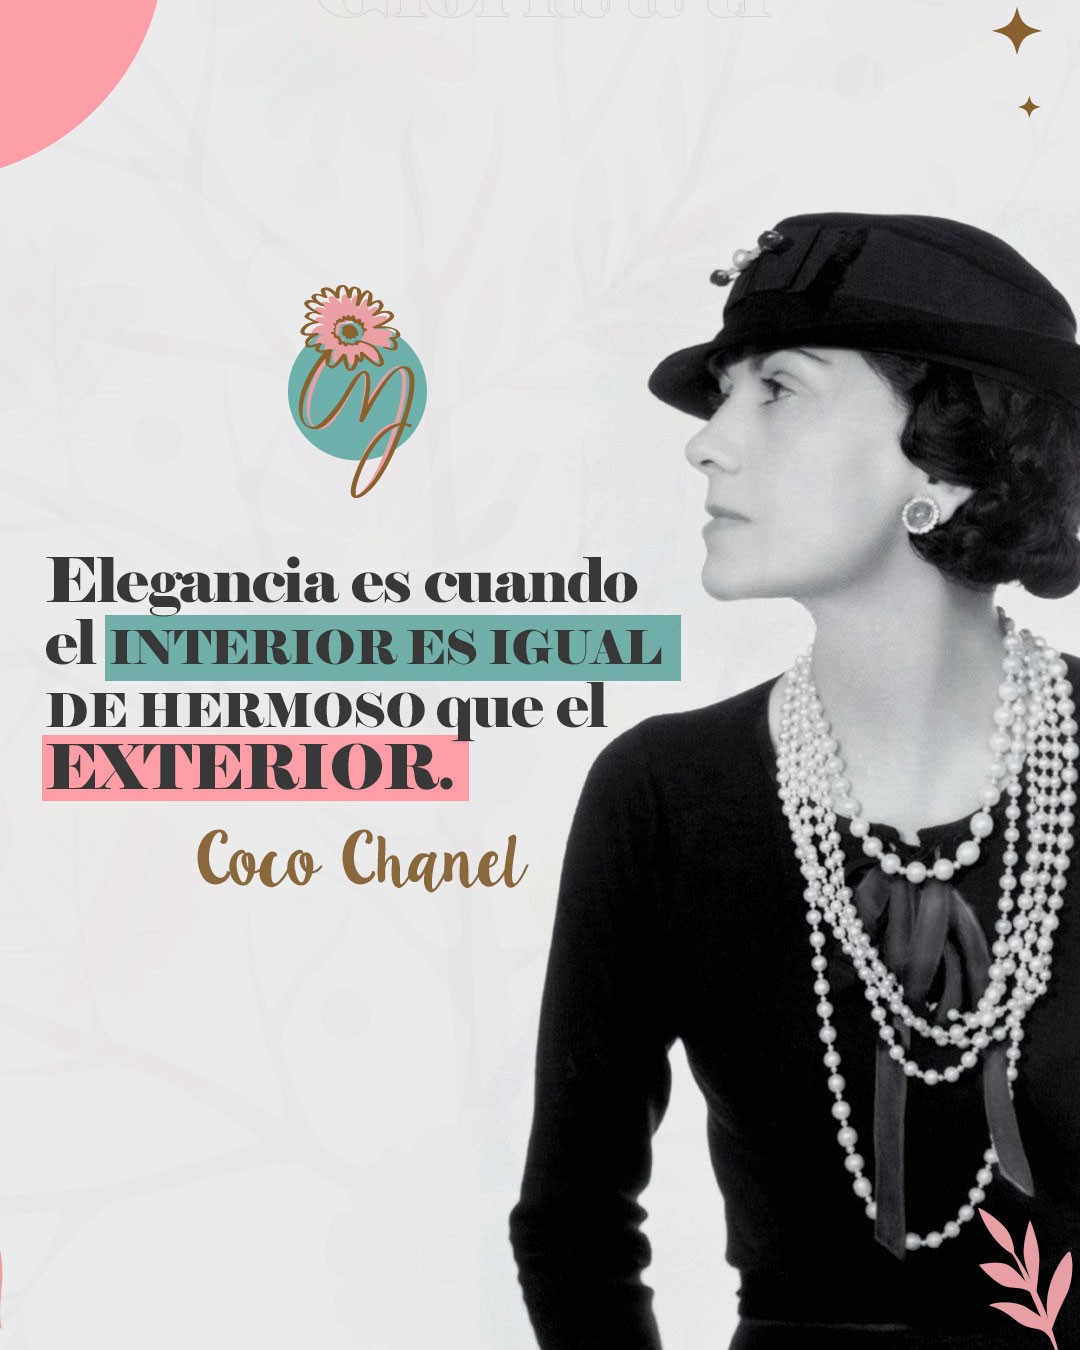 Elegancia es cuando
el INTERIOR ES IGUAL
DE HERMOSO que el
EXTERIOR.
Coco Chanel